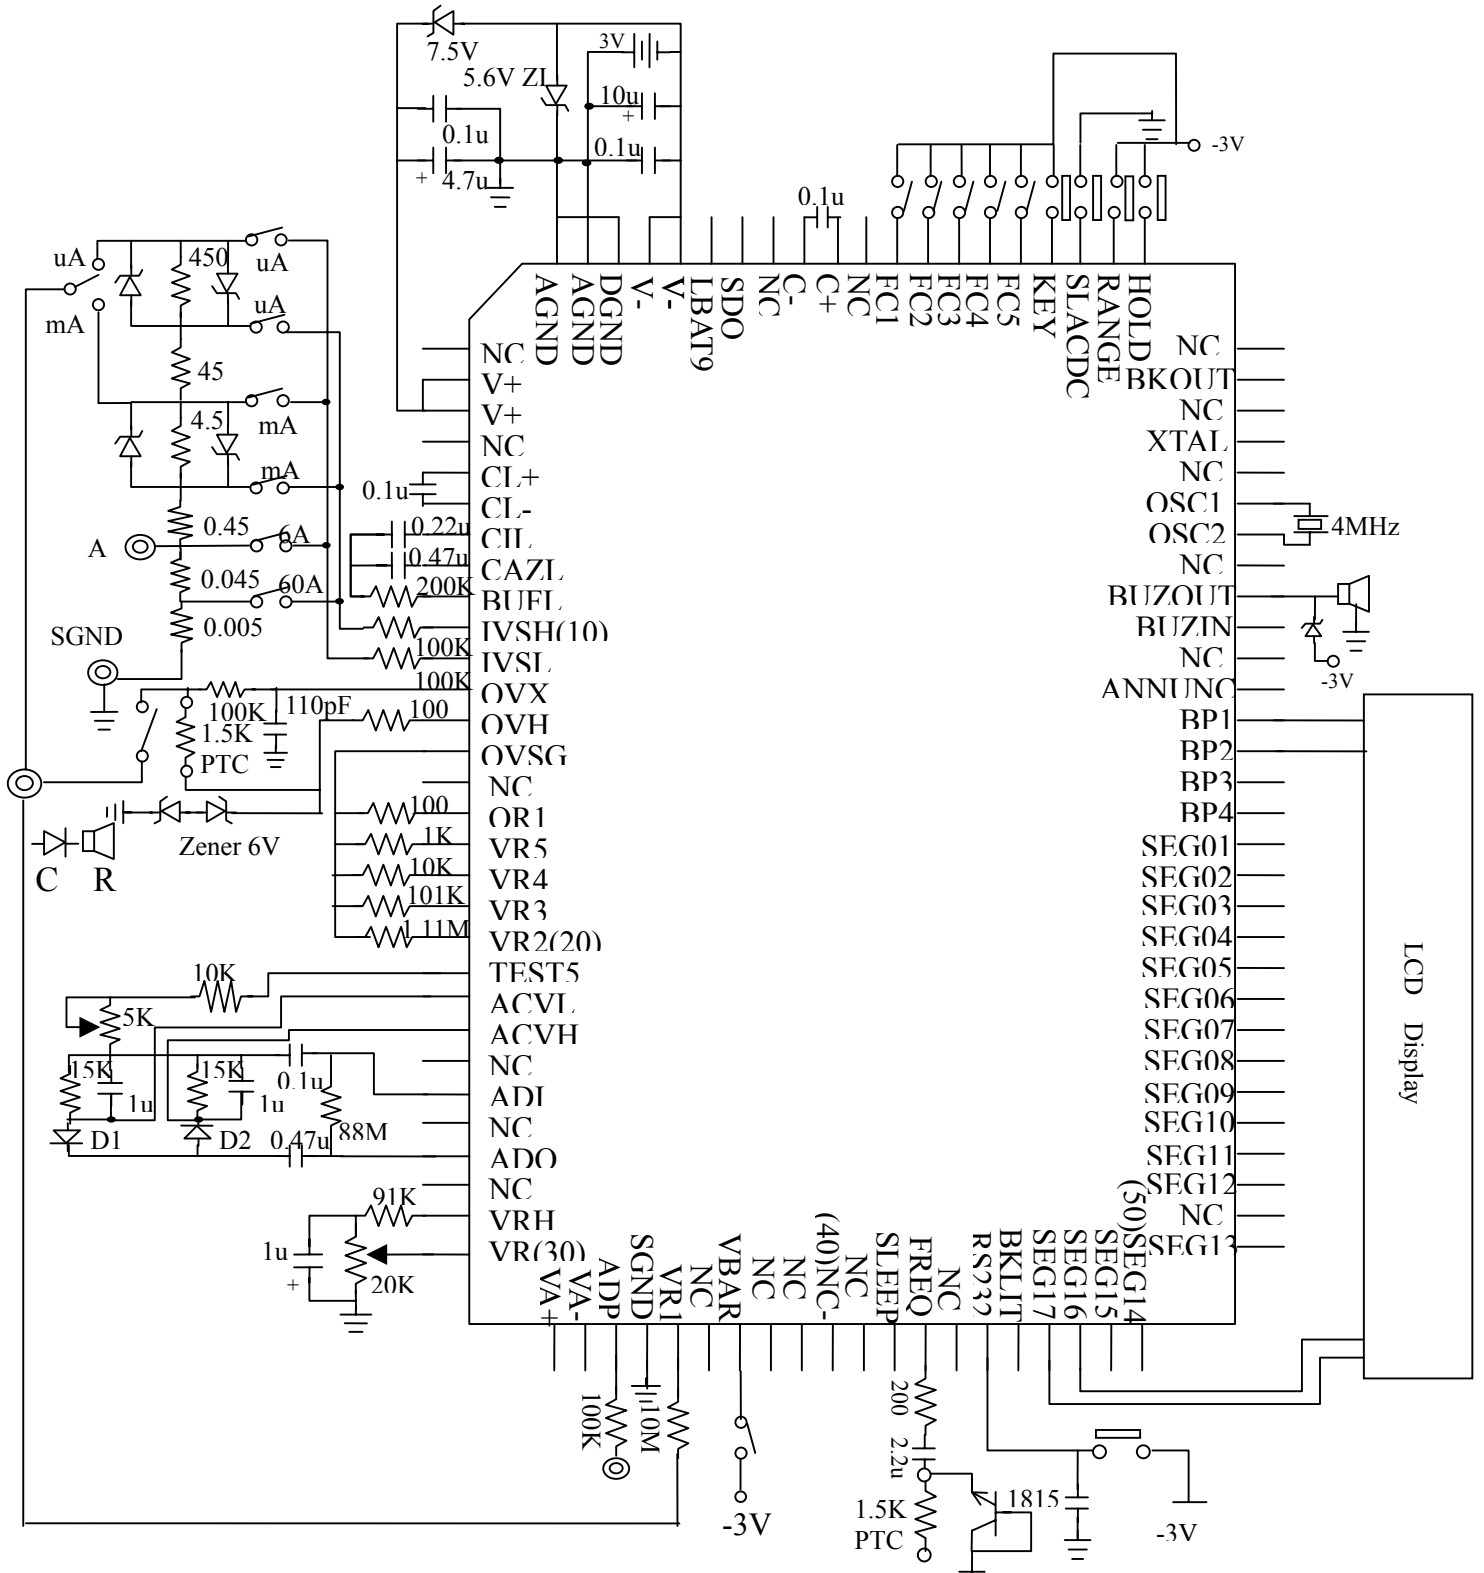 7.5V
3V
5.6V ZL
10u
+
0.1u
0.1u
+
4.7u
-3V
0.1u
uA
450
uA
mA
uA
45
4.5
mA
mA
0.45
6A
A
0.045
60A
0.005
SGND
AGND
AGND
DGND
V-
V-
LBAT9
SDO
NC
C-
C+
NC
FC1
FC2
FC3
FC4
FC5
KEY
SLACDC
RANGE
HOLD
NC
V+
V+
NC
CL+
0.1u
CL-
0.22u
CIL
0.47u
CAZL
200K
BUFL
IVSH(10)
100K
IVSL
100K
OVX
100K
110pF
100
OVH
1.5K
PTC
OVSG
NC
100
OR1
Zener 6V
1K
VR5
C R
10K
VR4
101K
VR3
1.11M
VR2(20)
10K
TEST5
5K
ACVL
ACVH
NC
15K
1u
15K
1u
0.1u
ADI
88M
NC
D1
D2
0.47u
ADO
NC
91K
VRH
1u
+
20K
VR(30)
NC
BKOUT
NC
XTAL
NC
OSC1
OSC2
4MHz
NC
BUZOUT
BUZIN
NC
-3V
ANNUNC
BP1
BP2
BP3
BP4
SEG01
SEG02
SEG03
SEG04
SEG05
SEG06
SEG07
SEG08
SEG09
SEG10
SEG11
SEG12
NC
SEG13
LCD Display
VA+
VA-
ADP
SGND
VR1
NC
VBAR
NC
NC
(40)NC-
NC
SLEEP
FREQ
NC
RS232
BKLIT
SEG17
SEG16
SEG15
(50)SEG14
100K
10M
-3V
200
2.2u
1.5K
PTC
1815
-3V